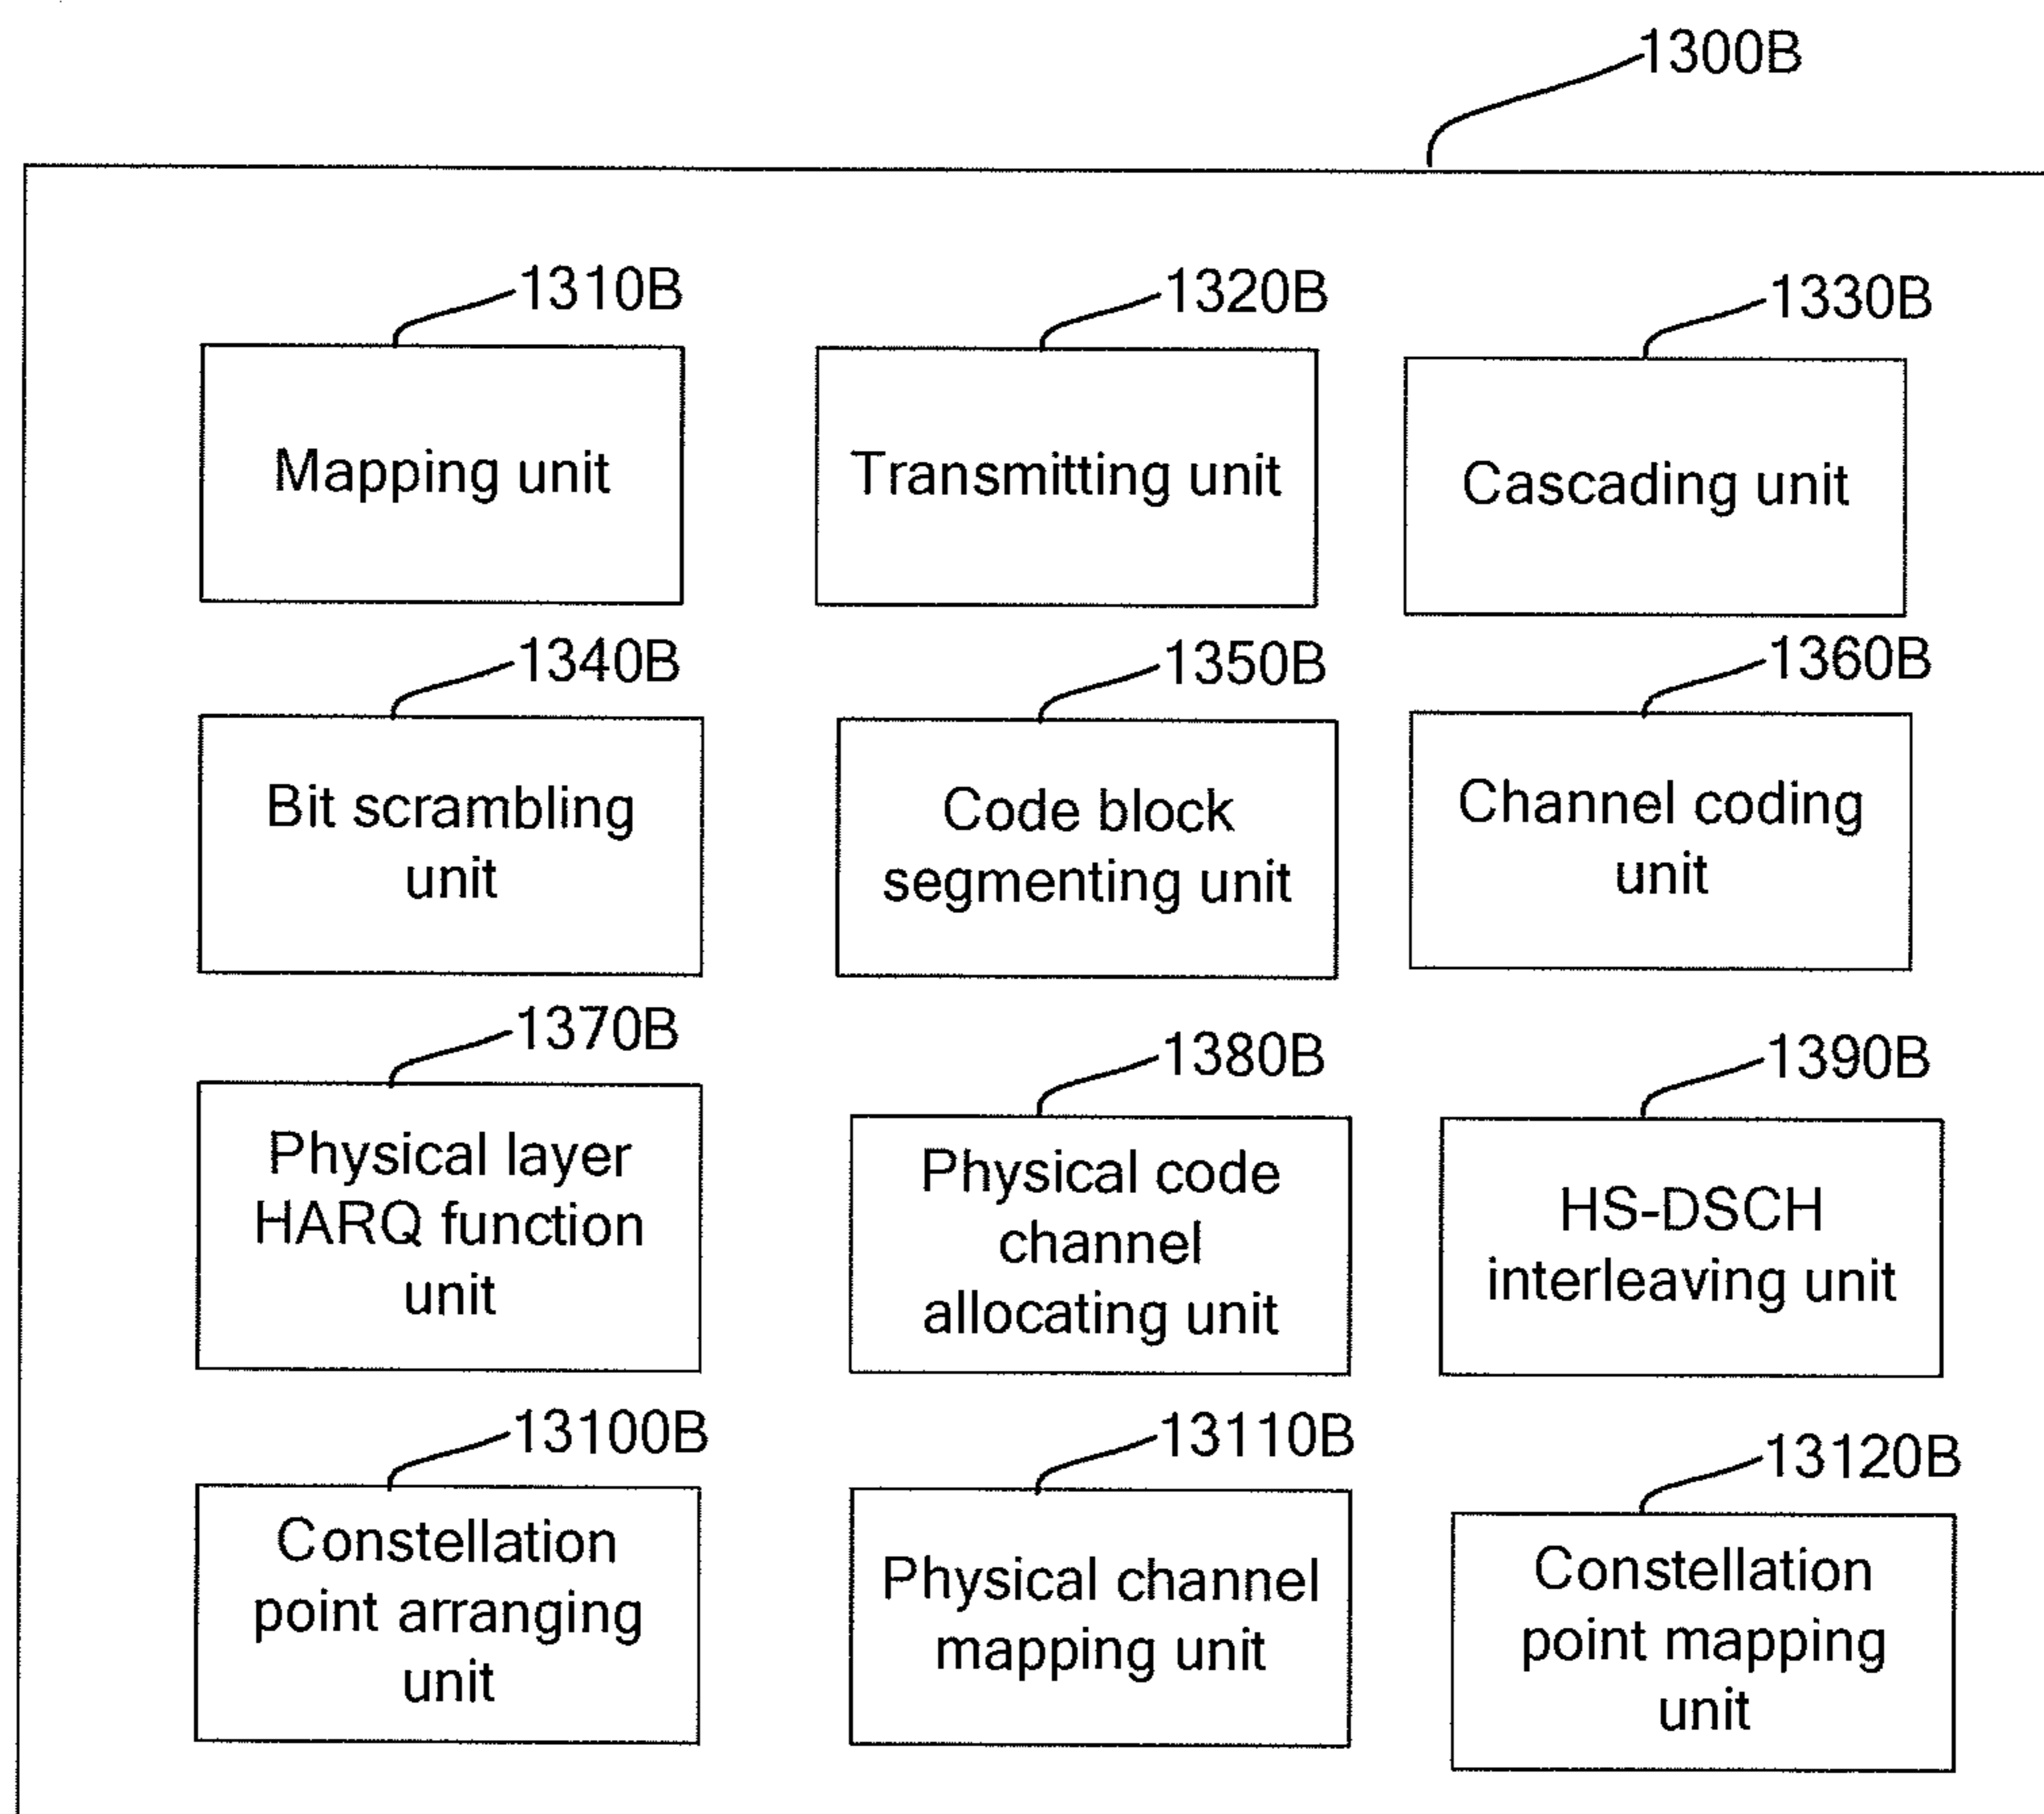 1300B
1310B
1320B
1330B
Mapping unit
Transmitting unit
Cascading unit
1340B
1350B
1360B
Bit scrambling
unit
Code block
segmenting unit
Channel coding
unit
1370B
1380B
1390B
Physical layer
HARQ function
unit
Physical code
channel
allocating unit
HS-DSCH
interleaving unit
13100B
13110B
13120B
Constellation
point arranging
unit
Physical channel
mapping unit
Constellation
point mapping
unit